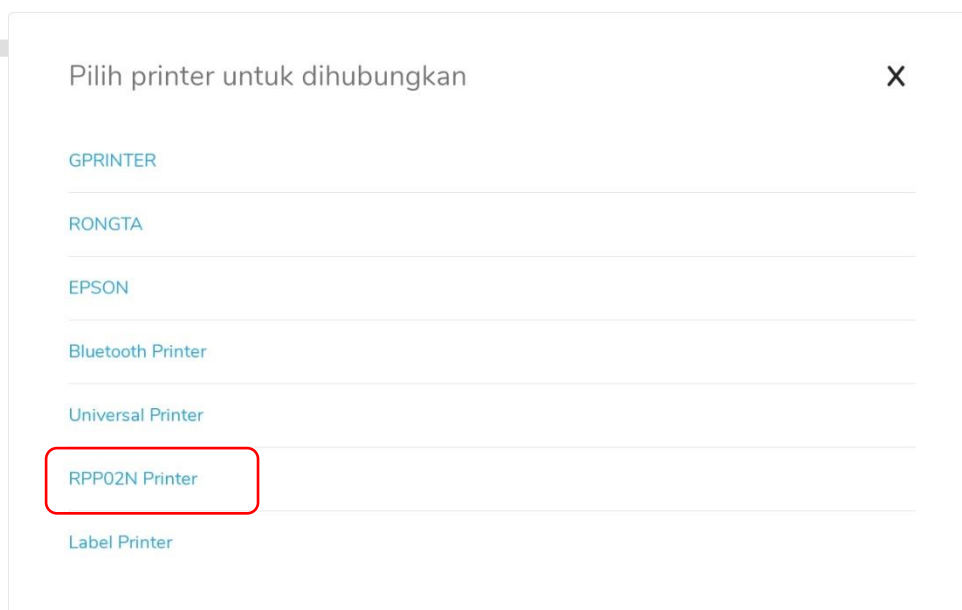 Pilih printer untuk dihubungkan X
GPRINTER
RONGTA
EPSON
Bluetooth Printer
Universal Printer
RPP02N Printer
Label Printer